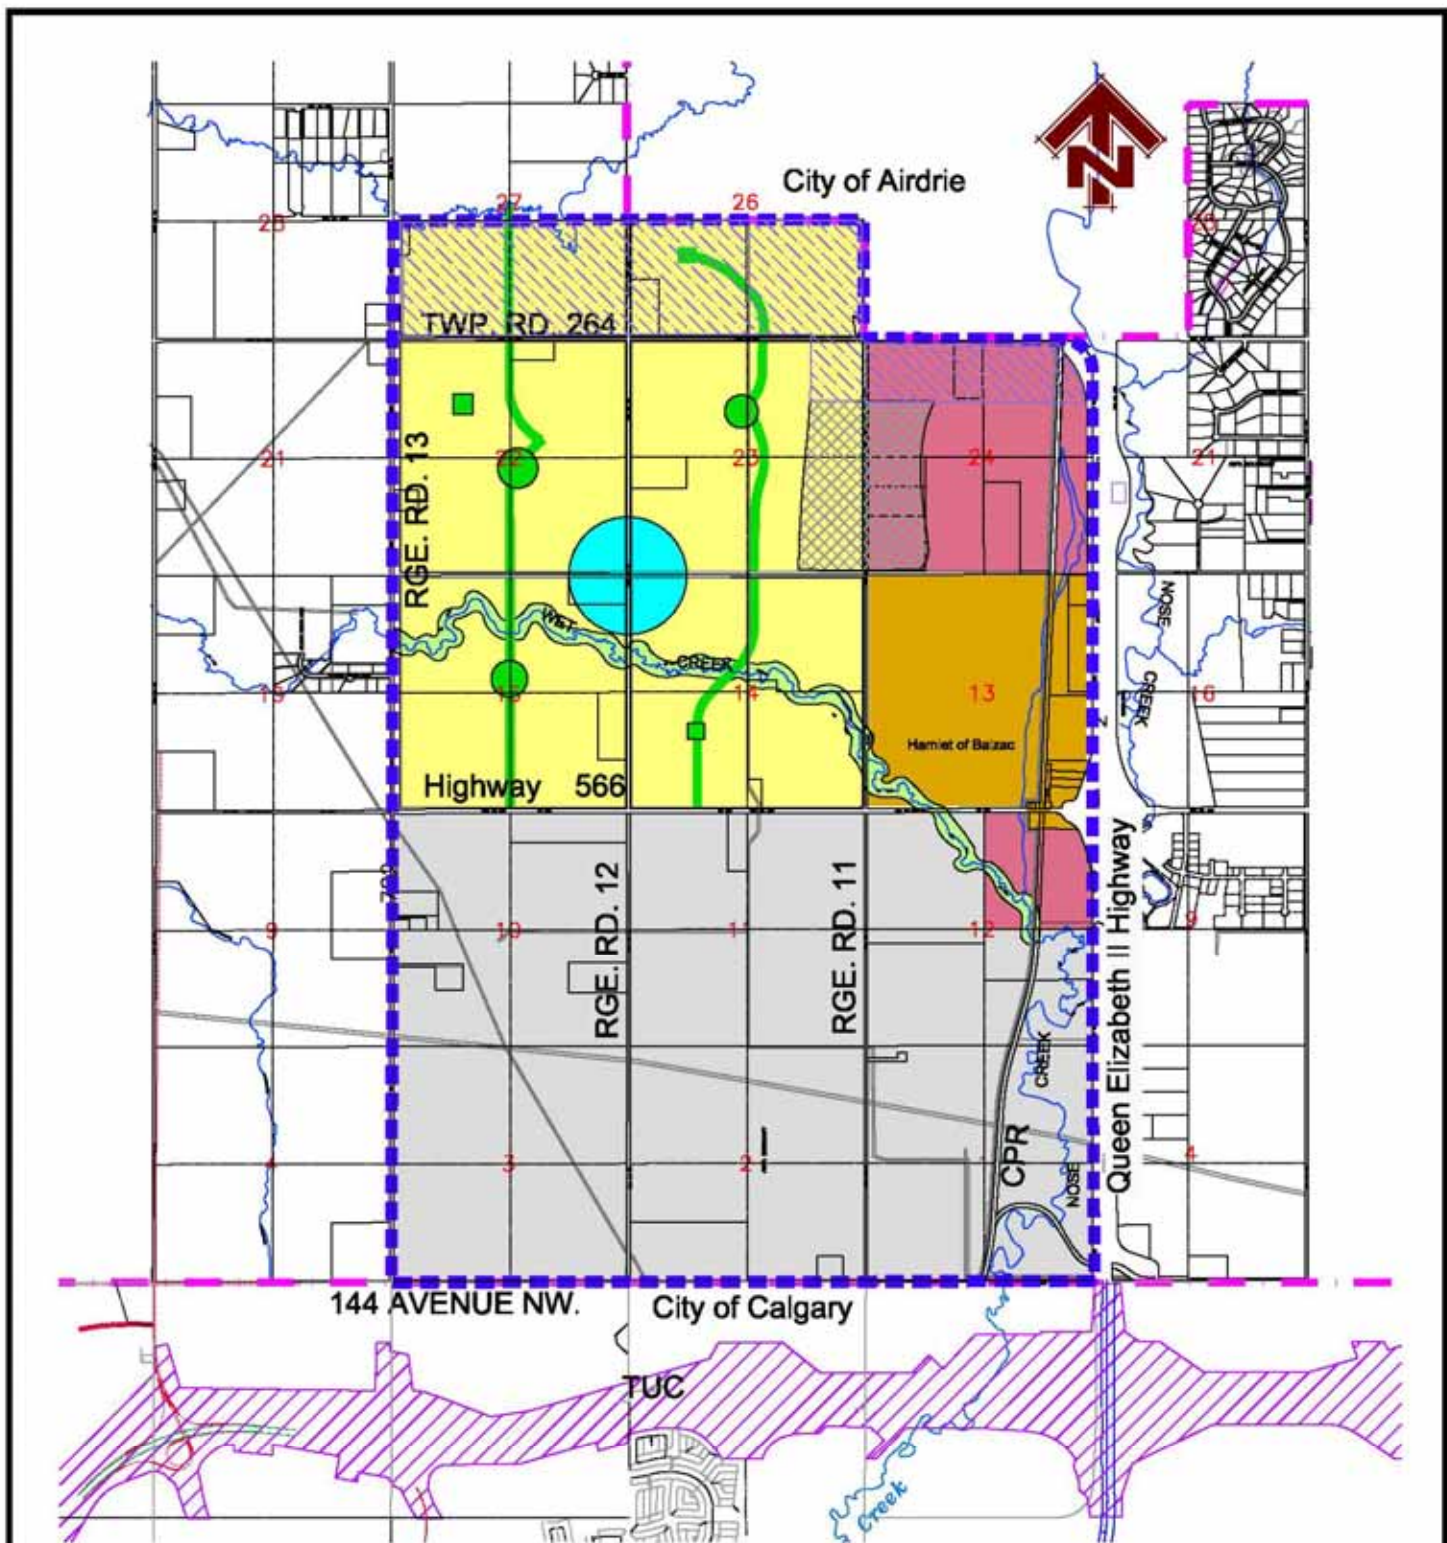 City of Airdrie
N
27
26
25
TWP. RD. 264
RGE. RD. 13
21
22
23
24
21
WEST
CREEK
NOSE
CREEK
15
14
13
16
Hamlet of Balzac
2
Highway 566
RGE. RD. 12
RGE. RD. 11
Queen Elizabeth II Highway
9
10
11
12
9
CREEK
CPR
NOSE
4
3
2
4
144 AVENUE NW.
City of Calgary
TUC
Creek